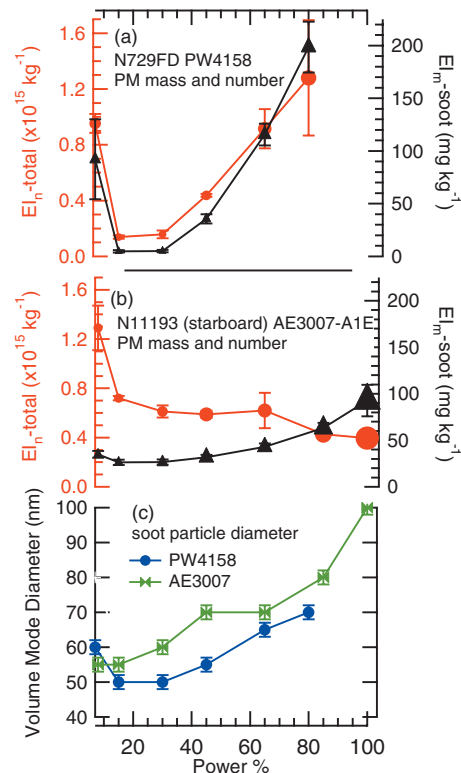 (a)
N729FD PW4158
PM mass and number
EIn-total (x10^15 kg^-1)
1.6
1.2
0.8
0.4
0.0
EIm-soot (mg kg^-1)
200
150
100
50
0
(b)
N11193 (starboard) AE3007-A1E
PM mass and number
EIn-total (x10^15 kg^-1)
1.6
1.2
0.8
0.4
0.0
EIm-soot (mg kg^-1)
200
150
100
50
0
(c)
soot particle diameter
PW4158
AE3007
Volume Mode Diameter (nm)
100
90
80
70
60
50
40
20
40
60
80
100
Power %